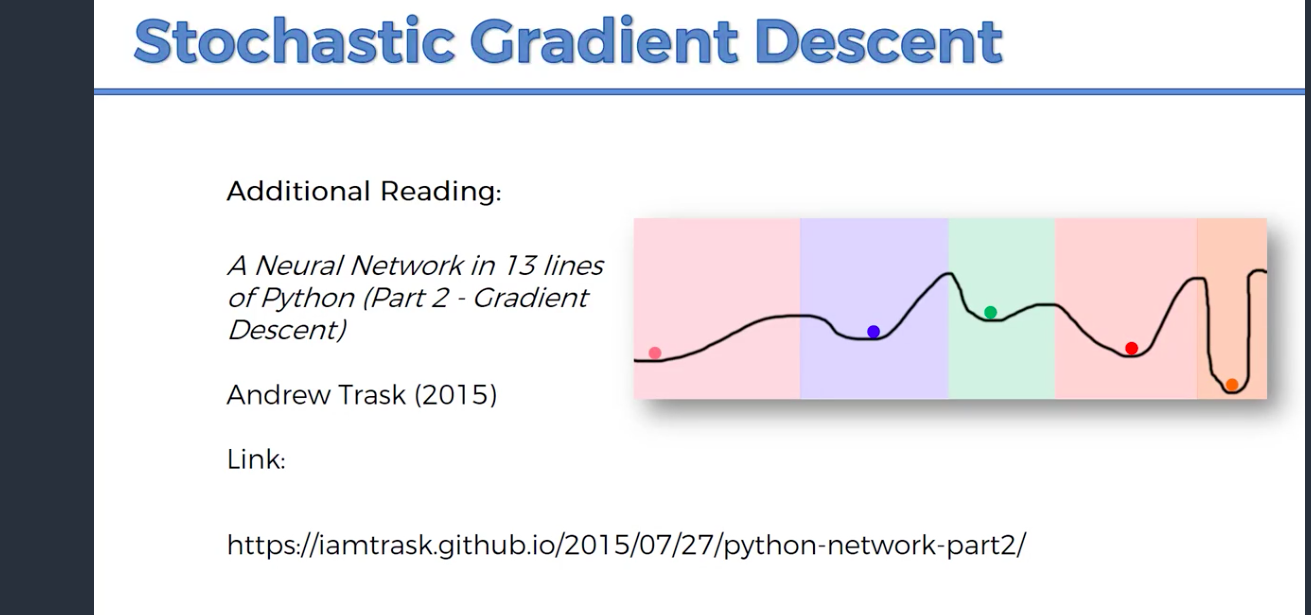 Stochastic Gradient Descent
Additional Reading:
A Neural Network in 13 lines
of Python (Part 2 - Gradient
Descent)
Andrew Trask (2015)
Link:
https://iamtrask.github.io/2015/07/27/python-network-part2/